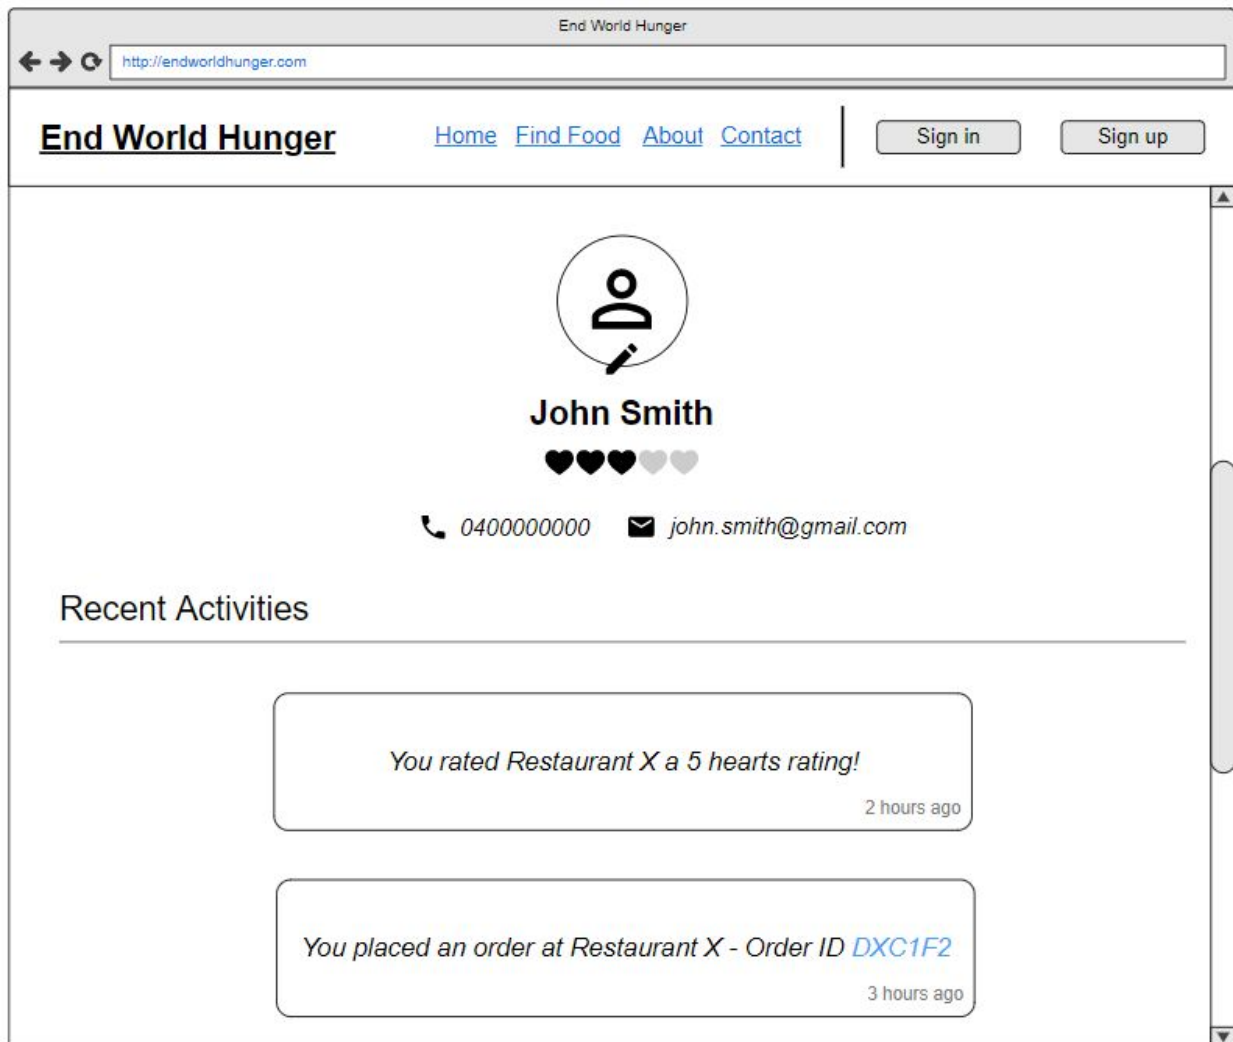 End World Hunger
http://endworldhunger.com
End World Hunger Home Find Food About Contact Sign in Sign up
John Smith
0400000000 john.smith@gmail.com
Recent Activities
You rated Restaurant X a 5 hearts rating!
2 hours ago
You placed an order at Restaurant X - Order ID DXC1F2
3 hours ago